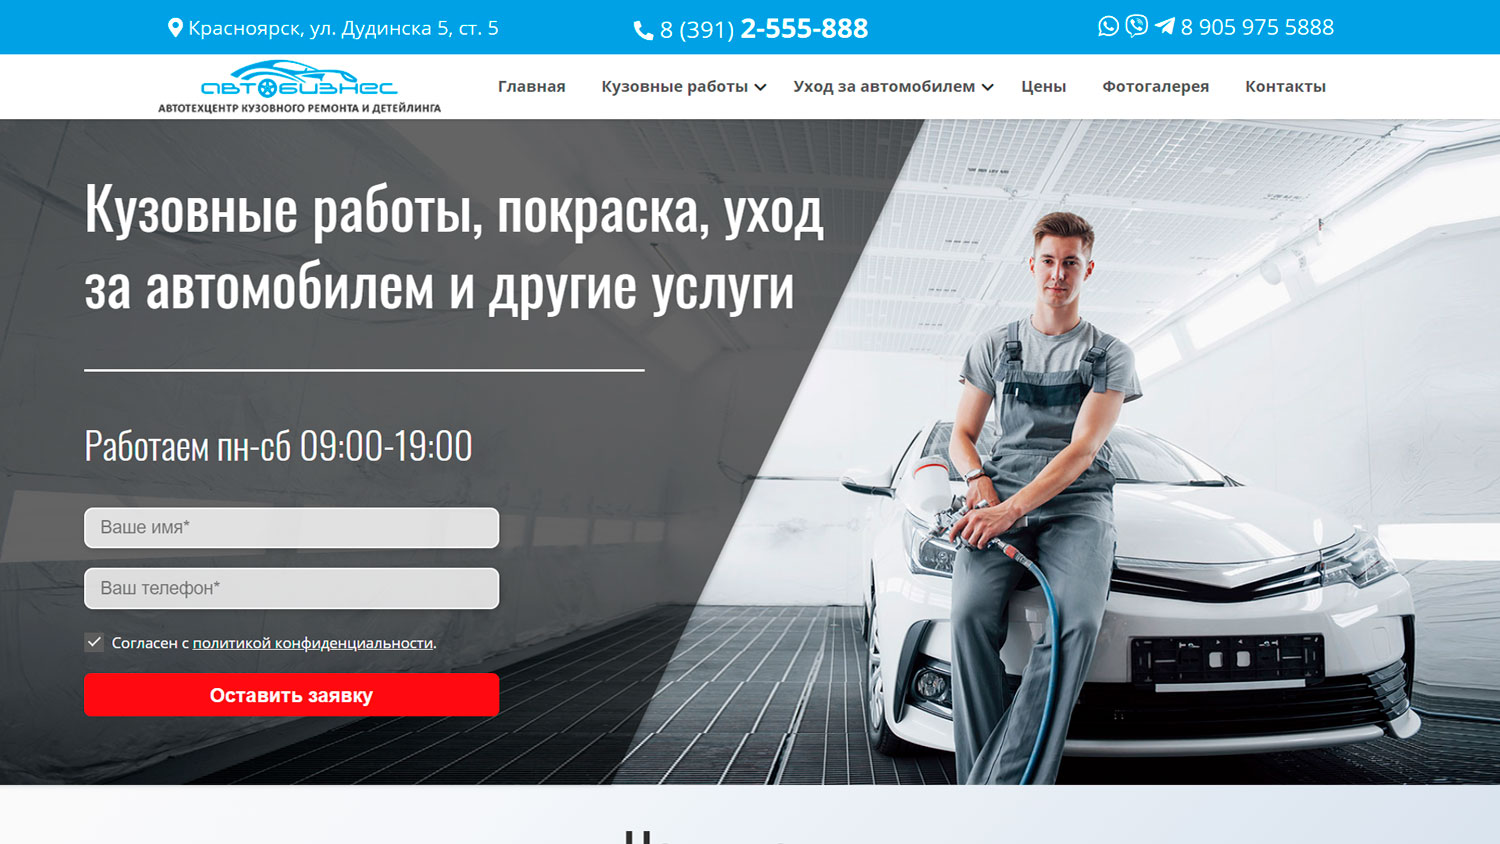 Красноярск, ул. Дудинска 5, ст. 5
8 (391) 2-555-888
8 905 975 5888
автобизнес
АВТОТЕХЦЕНТР КУЗОВНОГО РЕМОНТА И ДЕТЕЙЛИНГА
Главная
Кузовные работы
Уход за автомобилем
Цены
Фотогалерея
Контакты
Кузовные работы, покраска, уход
за автомобилем и другие услуги
Работаем пн-сб 09:00-19:00
Ваше имя*
Ваш телефон*
Согласен с политикой конфиденциальности.
Оставить заявку